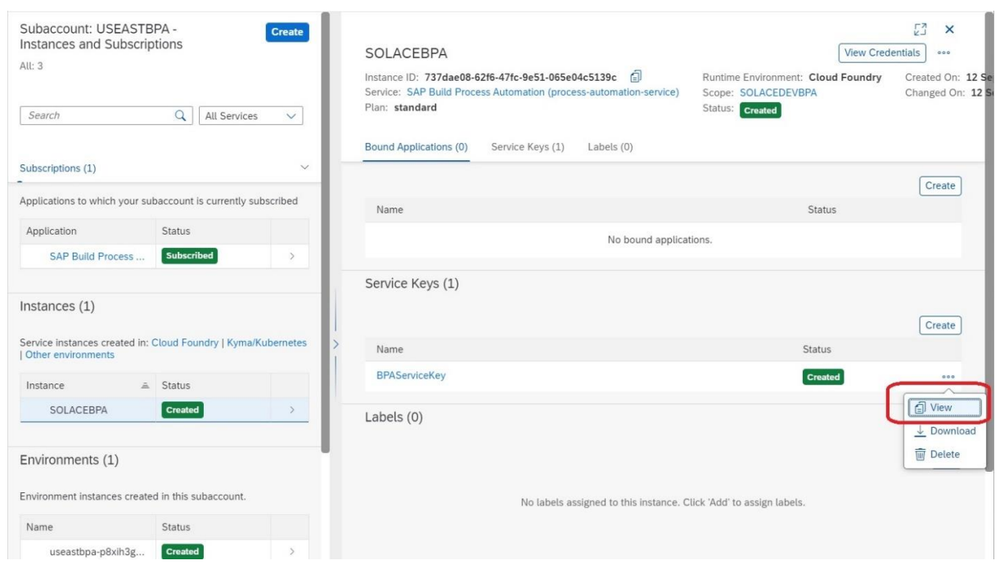 Subaccount: USEASTBPA -
Instances and Subscriptions
Create
All: 3
Search
All Services
Subscriptions (1)
Applications to which your subaccount is currently subscribed
Application Status
SAP Build Process ... Subscribed
Instances (1)
Service instances created in: Cloud Foundry | Kyma/Kubernetes
| Other environments
Instance Status
SOLACEBPA Created
Environments (1)
Environment instances created in this subaccount.
Name Status
useastbpa-p8xih3g... Created
SOLACEBPA
View Credentials
Instance ID: 737dae08-62f6-47fc-9e51-065e04c5139c
Service: SAP Build Process Automation (process-automation-service)
Plan: standard
Runtime Environment: Cloud Foundry
Scope: SOLACEDEVBPA
Status: Created
Created On: 12 Se
Changed On: 12 S
Bound Applications (0) Service Keys (1) Labels (0)
Create
Name Status
No bound applications.
Service Keys (1)
Create
Name Status
BPAServiceKey Created
View
Download
Delete
Labels (0)
No labels assigned to this instance. Click 'Add' to assign labels.